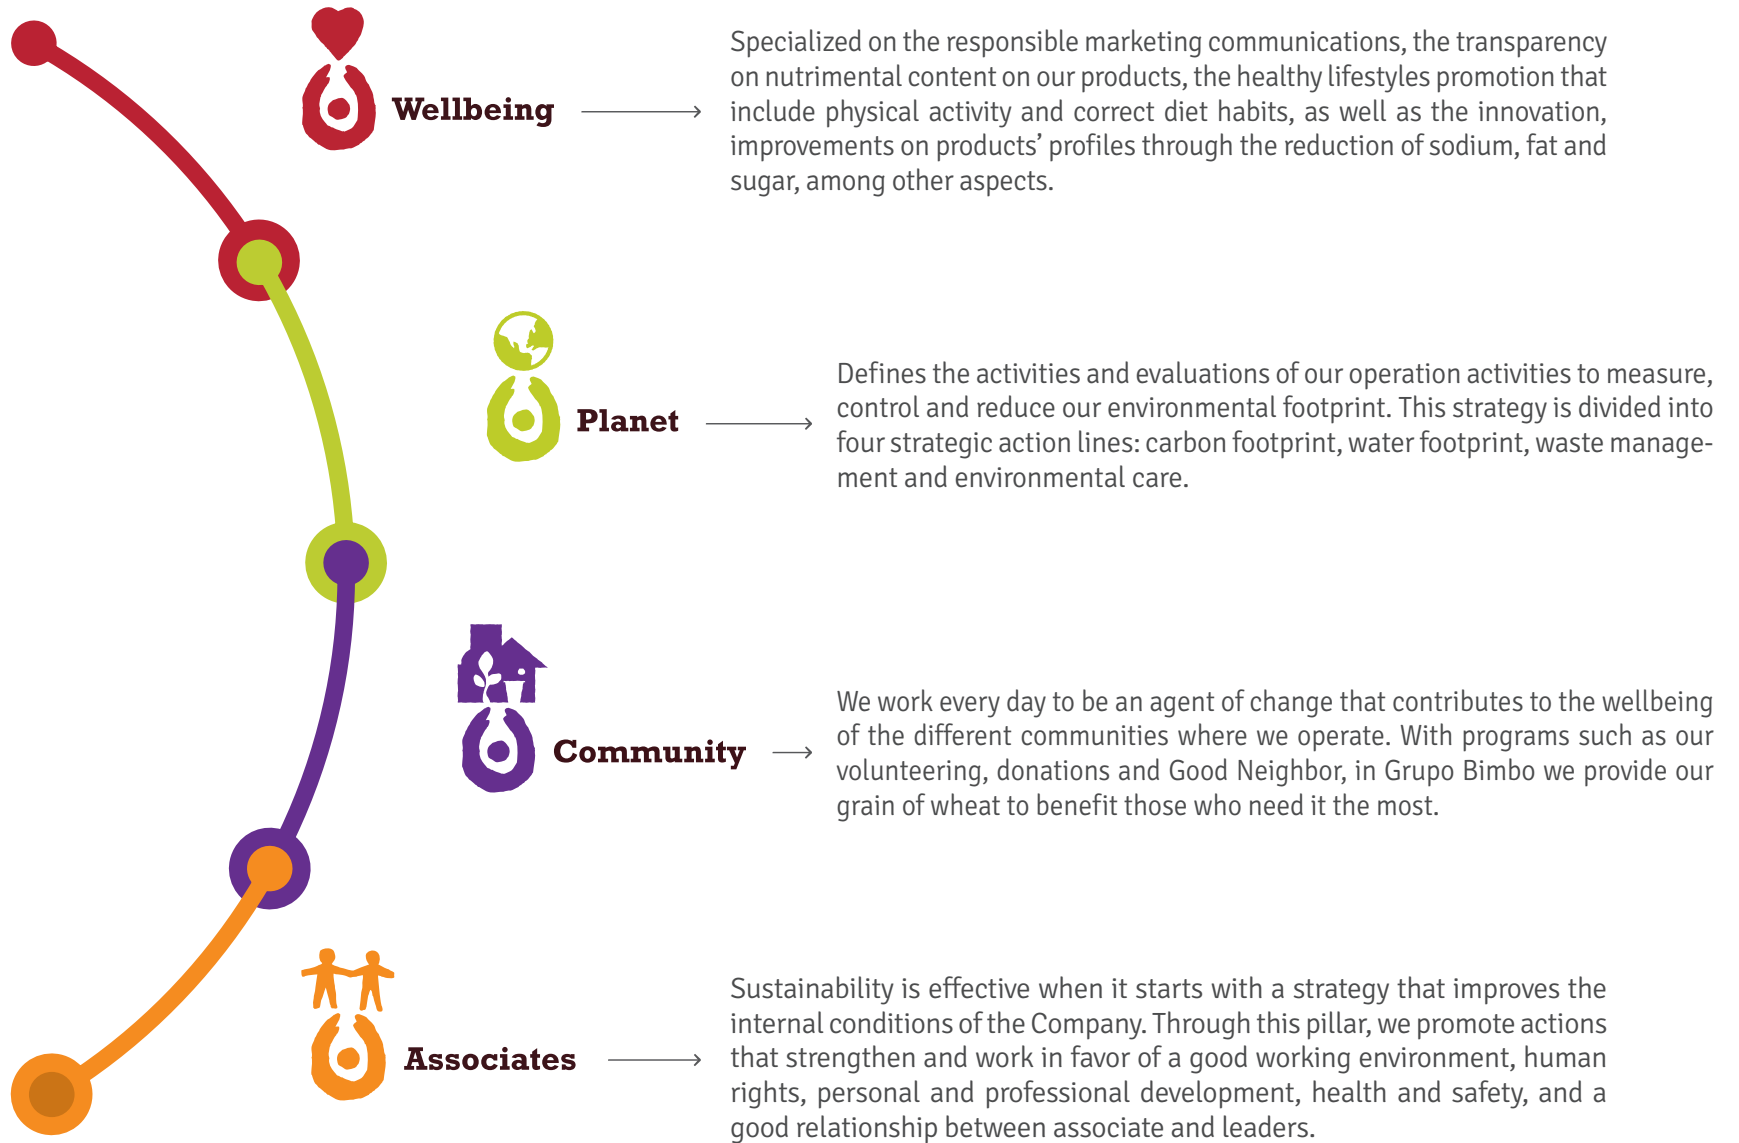 Wellbeing
Specialized on the responsible marketing communications, the transparency
on nutrimental content on our products, the healthy lifestyles promotion that
include physical activity and correct diet habits, as well as the innovation,
improvements on products’ profiles through the reduction of sodium, fat and
sugar, among other aspects.
Planet
Defines the activities and evaluations of our operation activities to measure,
control and reduce our environmental footprint. This strategy is divided into
four strategic action lines: carbon footprint, water footprint, waste manage-
ment and environmental care.
Community
We work every day to be an agent of change that contributes to the wellbeing
of the different communities where we operate. With programs such as our
volunteering, donations and Good Neighbor, in Grupo Bimbo we provide our
grain of wheat to benefit those who need it the most.
Associates
Sustainability is effective when it starts with a strategy that improves the
internal conditions of the Company. Through this pillar, we promote actions
that strengthen and work in favor of a good working environment, human
rights, personal and professional development, health and safety, and a
good relationship between associate and leaders.